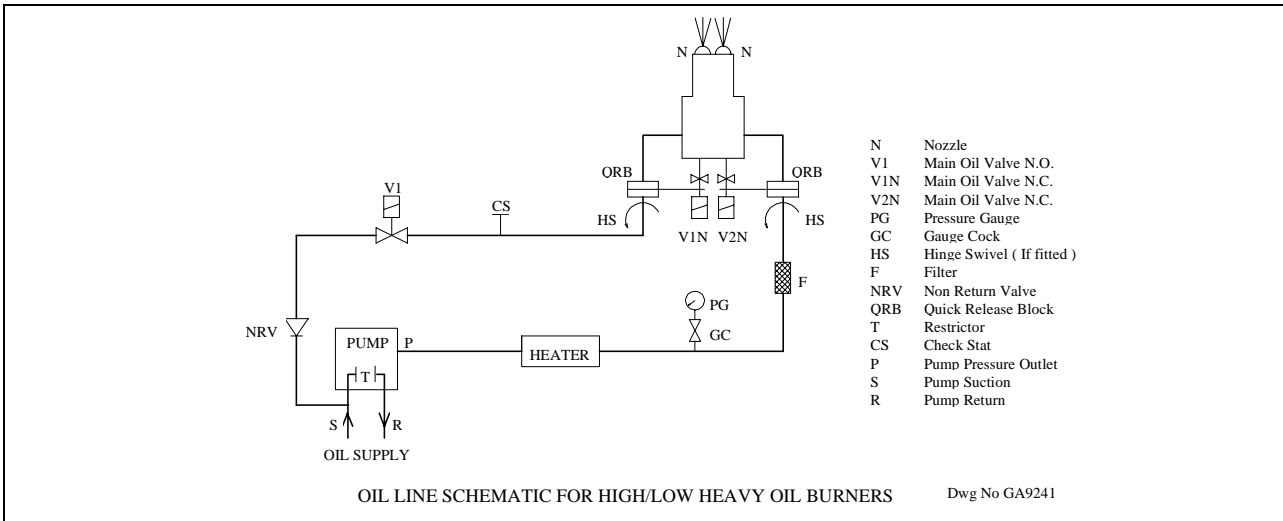 N N
QRB QRB
V1
CS
HS HS
V1N V2N
F
PG
GC
NRV
PUMP P
HEATER
T
S R
OIL SUPPLY
N Nozzle
V1 Main Oil Valve N.O.
V1N Main Oil Valve N.C.
V2N Main Oil Valve N.C.
PG Pressure Gauge
GC Gauge Cock
HS Hinge Swivel ( If fitted )
F Filter
NRV Non Return Valve
QRB Quick Release Block
T Restrictor
CS Check Stat
P Pump Pressure Outlet
S Pump Suction
R Pump Return
OIL LINE SCHEMATIC FOR HIGH/LOW HEAVY OIL BURNERS Dwg No GA9241